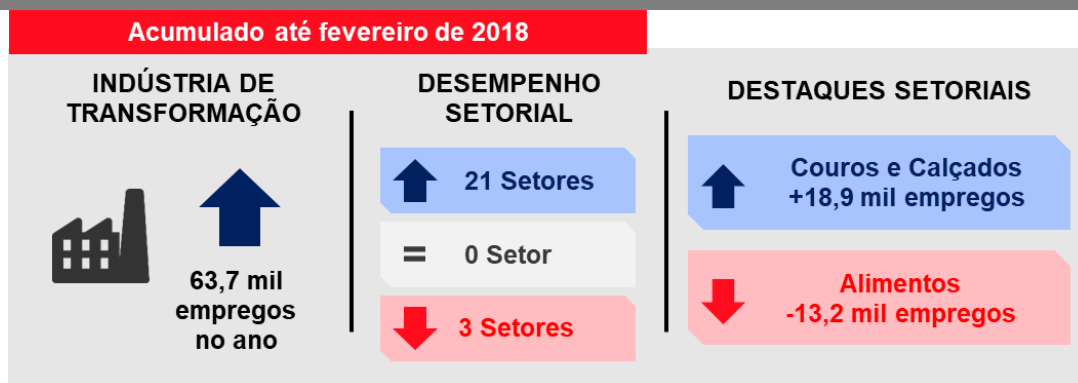 Acumulado até fevereiro de 2018
INDÚSTRIA DE
TRANSFORMAÇÃO
63,7 mil
empregos
no ano
DESEMPENHO
SETORIAL
21 Setores
= 0 Setor
3 Setores
DESTAQUES SETORIAIS
Couros e Calçados
+18,9 mil empregos
Alimentos
-13,2 mil empregos